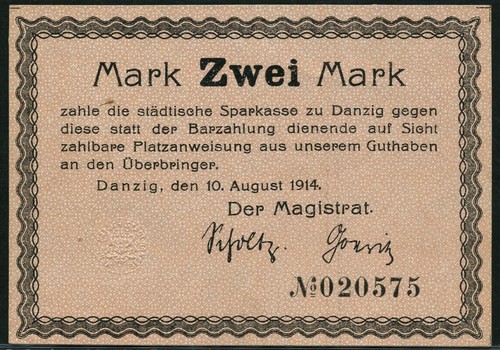 Mark Zwei Mark
zahle die städtische Sparkasse zu Danzig gegen
diese statt der Barzahlung dienende auf Sicht
zahlbare Platzanweisung aus unserem Guthaben
an den Überbringer.
Danzig, den 10. August 1914.
Der Magistrat.
Scholtz.
№020575